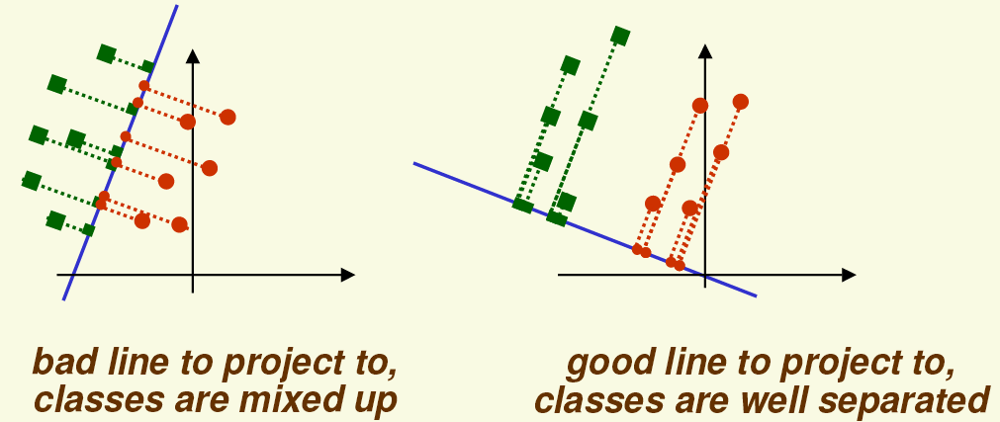 bad line to project to,
classes are mixed up
good line to project to,
classes are well separated